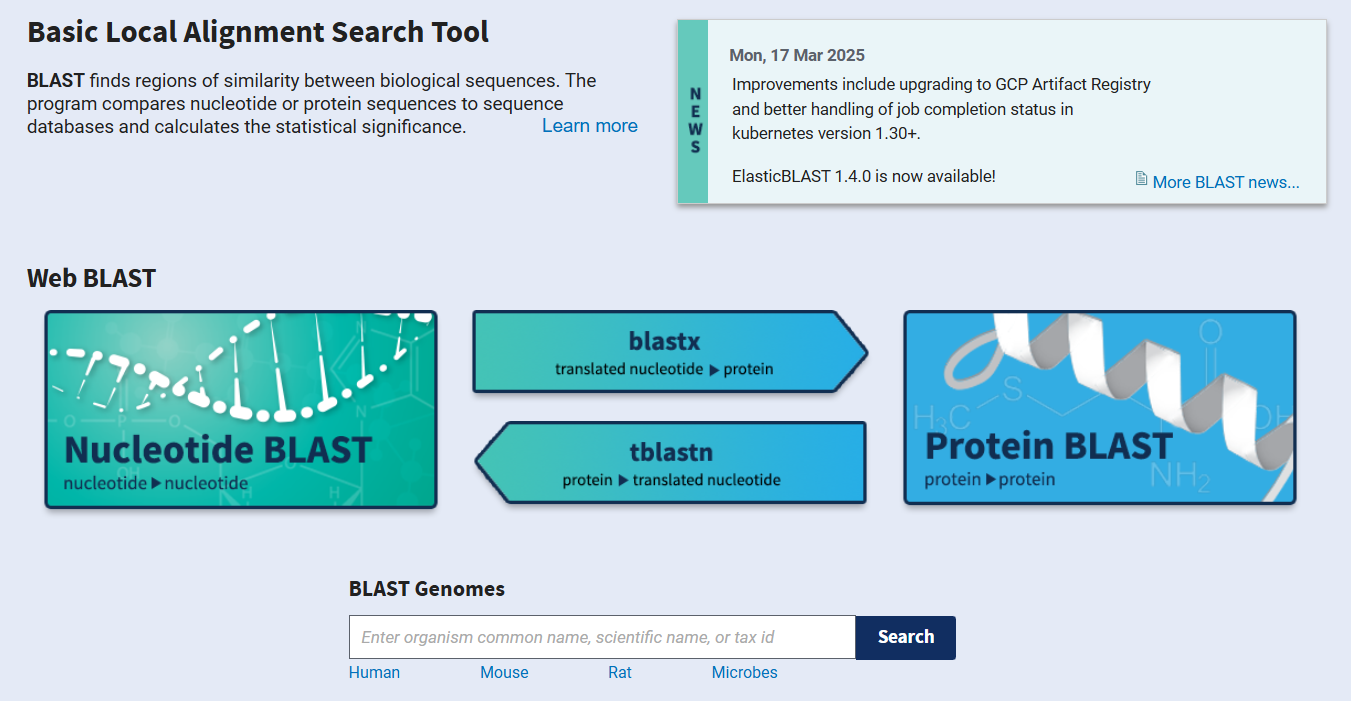 Basic Local Alignment Search Tool
BLAST finds regions of similarity between biological sequences. The
program compares nucleotide or protein sequences to sequence
databases and calculates the statistical significance.
Learn more
NEWS
Mon, 17 Mar 2025
Improvements include upgrading to GCP Artifact Registry
and better handling of job completion status in
kubernetes version 1.30+.
ElasticBLAST 1.4.0 is now available!
More BLAST news...
Web BLAST
Nucleotide BLAST
nucleotide ▶ nucleotide
blastx
translated nucleotide ▶ protein
tblastn
protein ▶ translated nucleotide
H₃C
S
O
OH
NH₂
Protein BLAST
protein ▶ protein
BLAST Genomes
Enter organism common name, scientific name, or tax id
Search
Human Mouse Rat Microbes